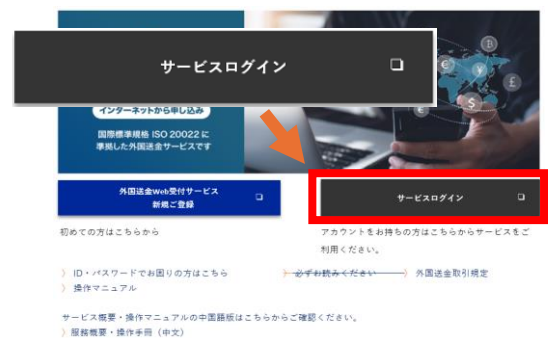 サービスログイン
インターネットから申し込み
国際標準規格 ISO 20022 に
準拠した外国送金サービスです
外国送金Web受付サービス
新規ご登録
サービスログイン
初めての方はこちらから
アカウントをお持ちの方はこちらからサービスをご
利用ください。
〉ID・パスワードでお困りの方はこちら
〉必ずお読みください
〉外国送金取引規定
〉操作マニュアル
サービス概要・操作マニュアルの中国語版はこちらからご確認ください。
〉服務概要・操作手冊（中文）